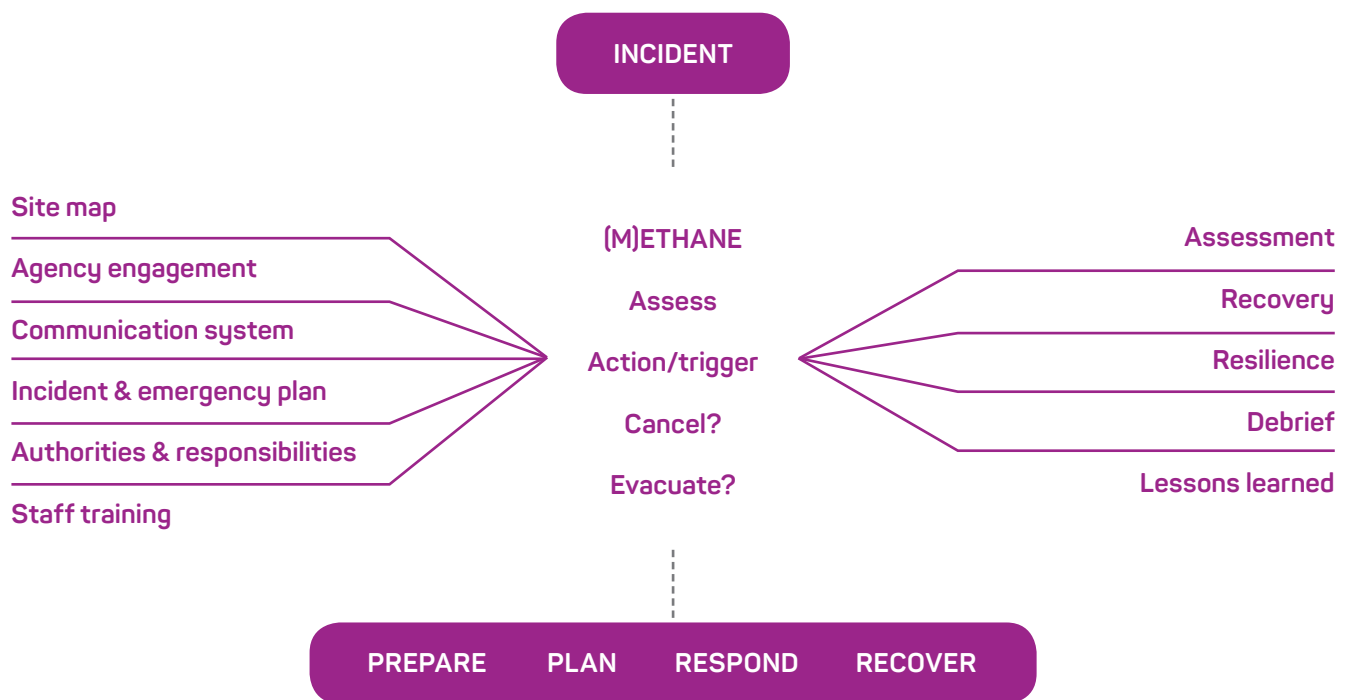 INCIDENT
Site map
Agency engagement
Communication system
Incident & emergency plan
Authorities & responsibilities
Staff training
(M)ETHANE
Assess
Action/trigger
Cancel?
Evacuate?
Assessment
Recovery
Resilience
Debrief
Lessons learned
PREPARE PLAN RESPOND RECOVER